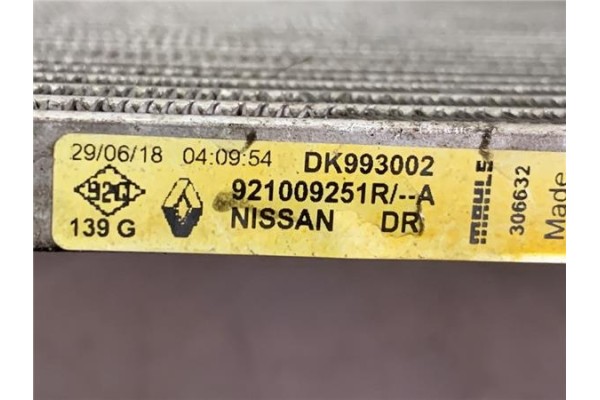 29/06/18 04:09:54 DK993002
920 921009251R/--A
139 G NISSAN DR
MAHLE
306632
Made